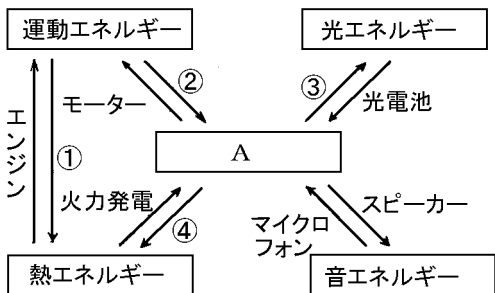 運動エネルギー
光エネルギー
②
③
モーター
光電池
エンジン
①
A
火力発電
④
マイクロ
フォン
スピーカー
熱エネルギー
音エネルギー